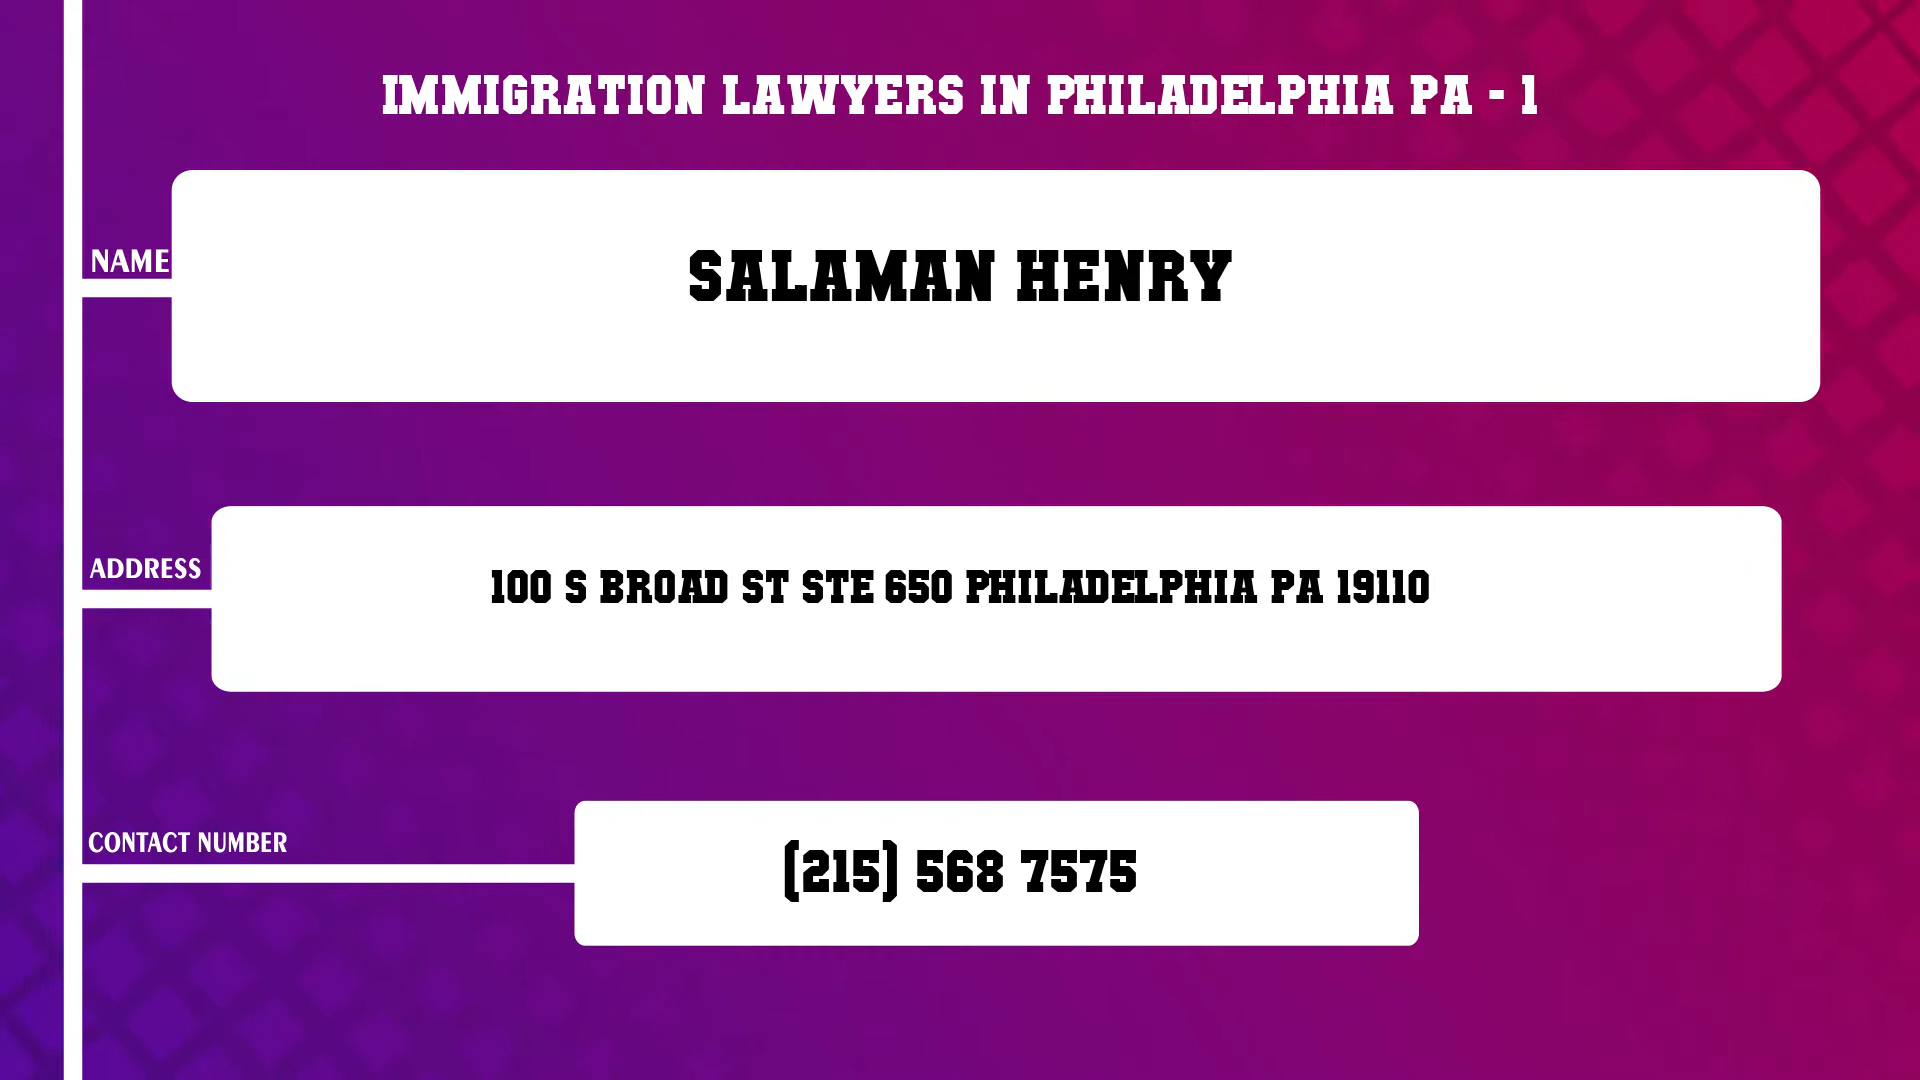 IMMIGRATION LAWYERS IN PHILADELPHIA PA - 1
NAME
SALAMAN HENRY
ADDRESS
100 S BROAD ST STE 650 PHILADELPHIA PA 19110
CONTACT NUMBER
(215) 568 7575